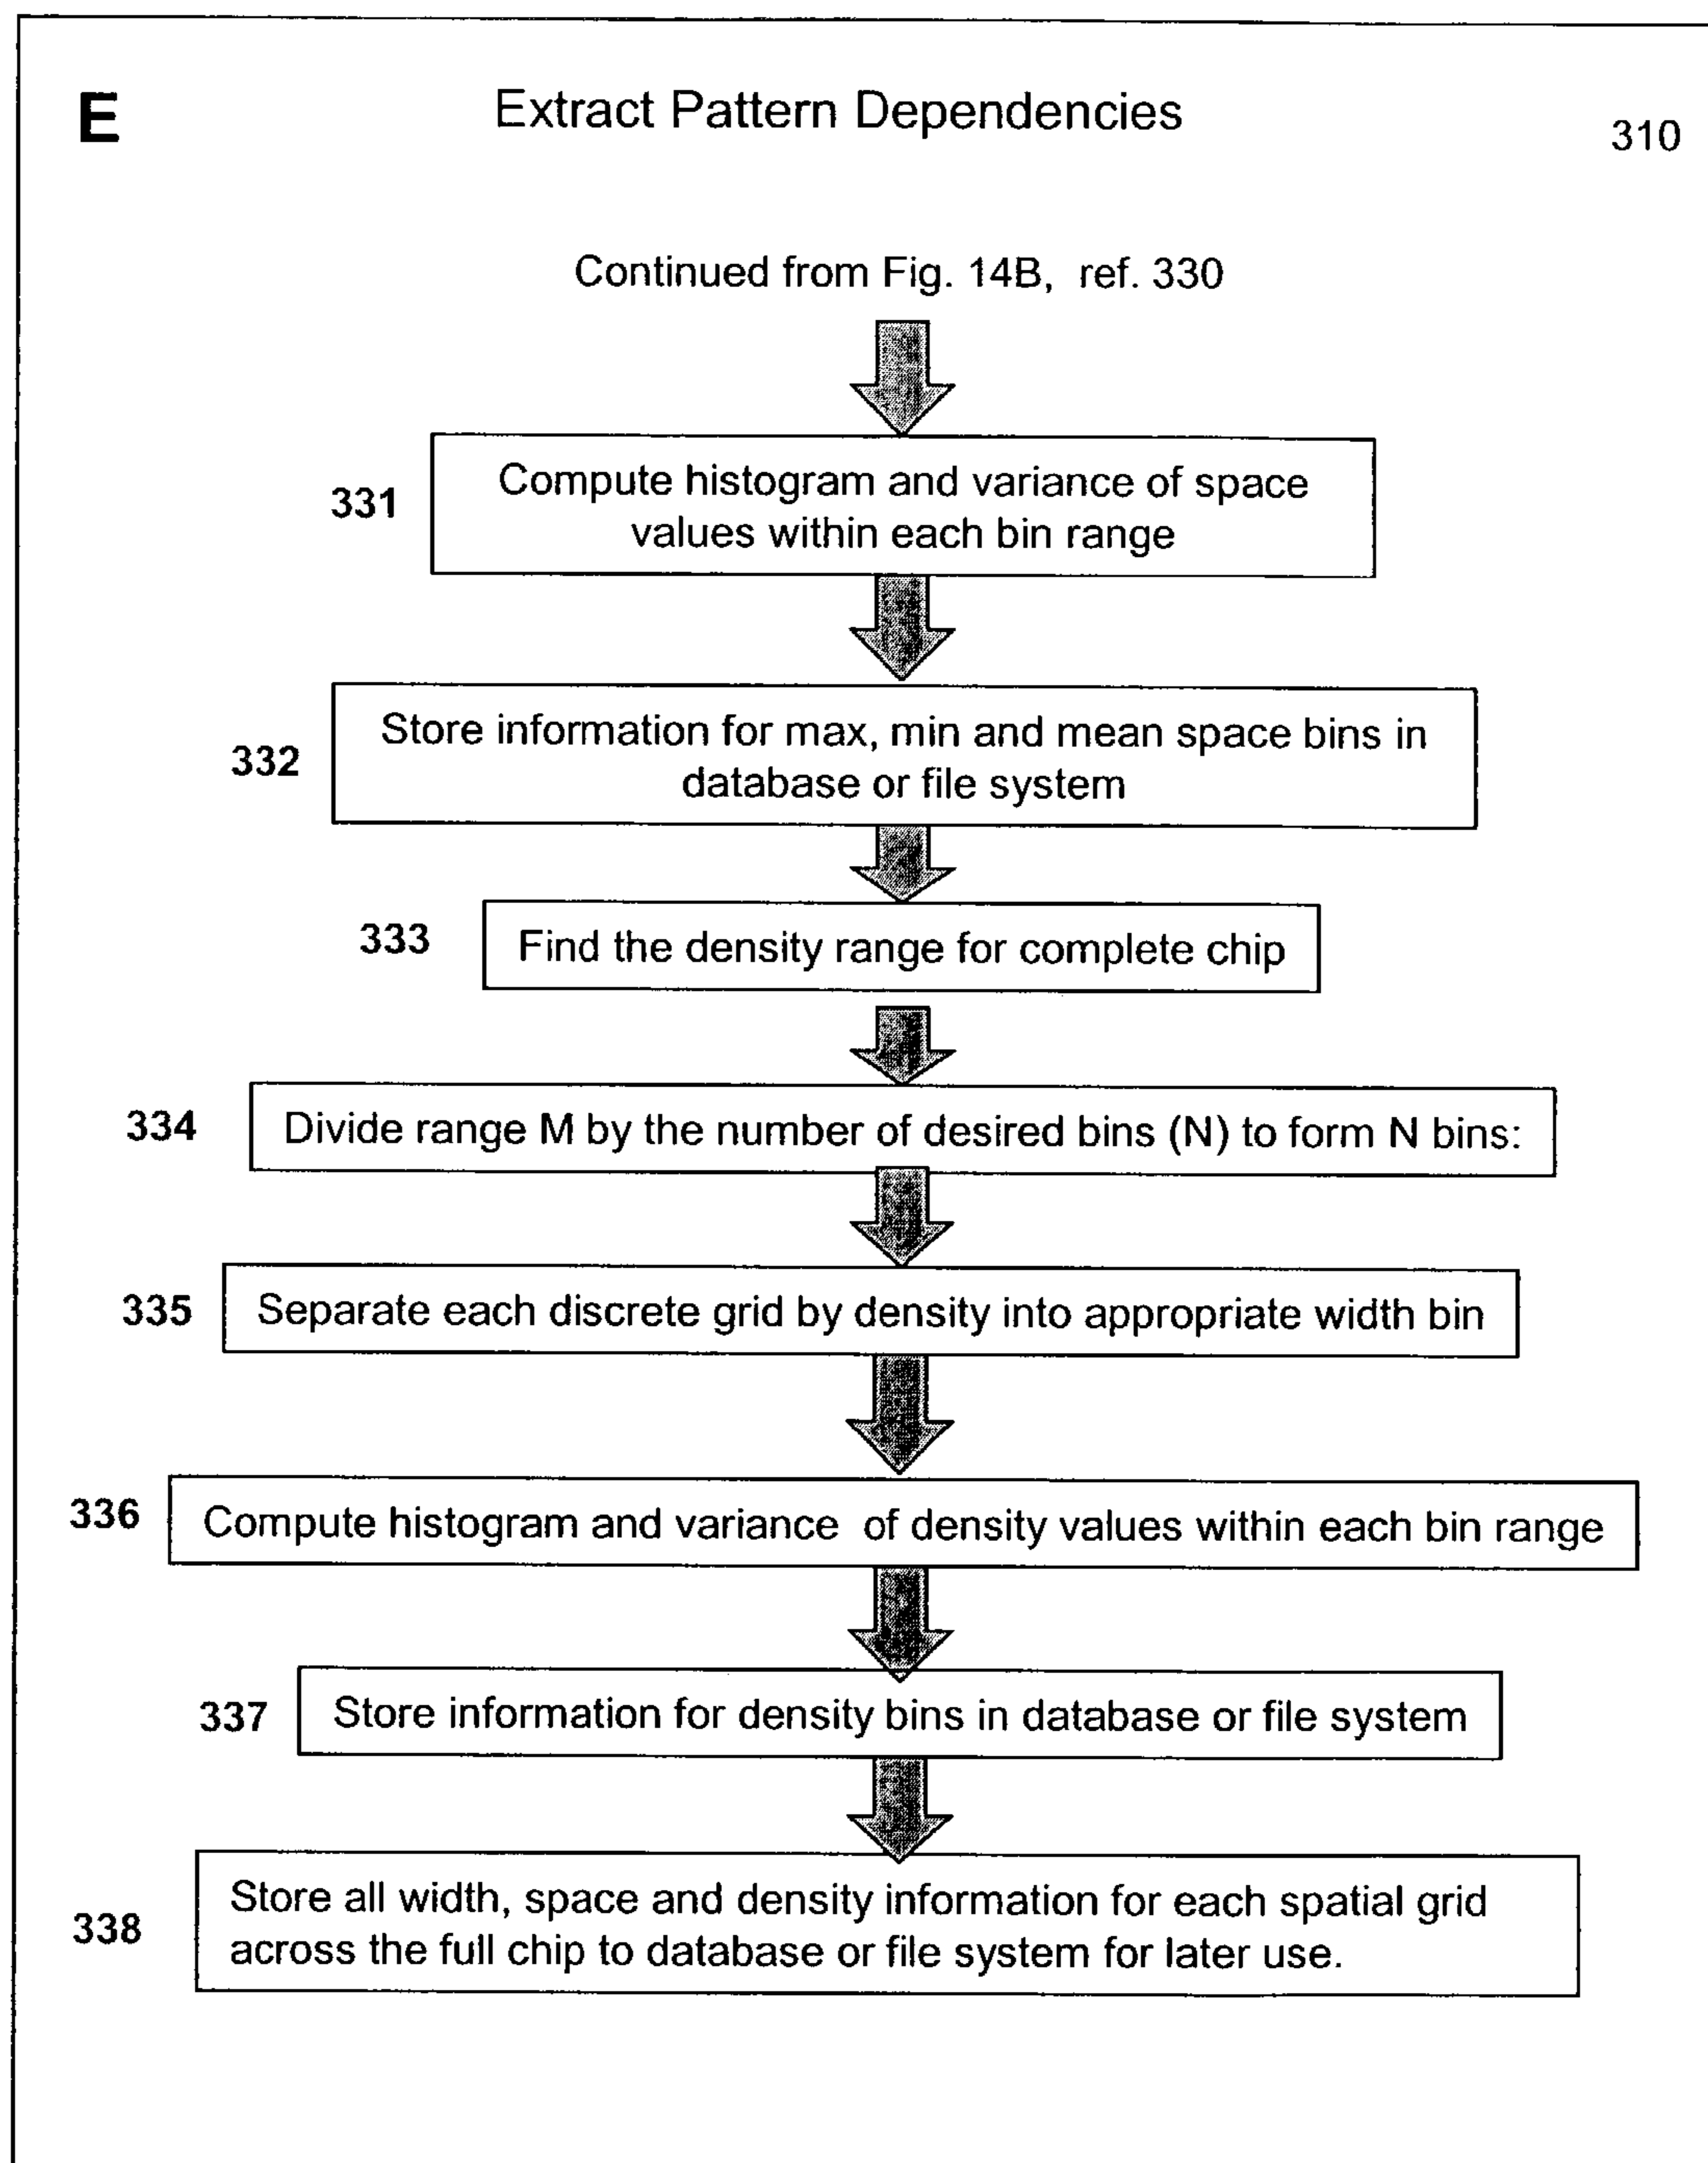 E
Extract Pattern Dependencies
310
Continued from Fig. 14B, ref. 330
331
Compute histogram and variance of space
values within each bin range
332
Store information for max, min and mean space bins in
database or file system
333
Find the density range for complete chip
334
Divide range M by the number of desired bins (N) to form N bins:
335
Separate each discrete grid by density into appropriate width bin
336
Compute histogram and variance of density values within each bin range
337
Store information for density bins in database or file system
338
Store all width, space and density information for each spatial grid
across the full chip to database or file system for later use.